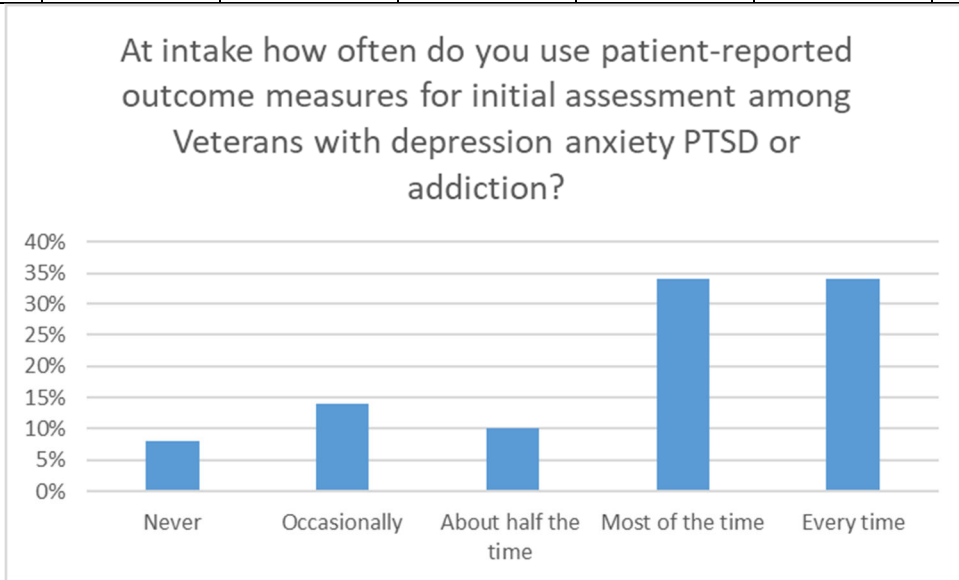 At intake how often do you use patient-reported
outcome measures for initial assessment among
Veterans with depression anxiety PTSD or
addiction?
40%
35%
30%
25%
20%
15%
10%
5%
0%
Never Occasionally About half the Most of the time Every time
time